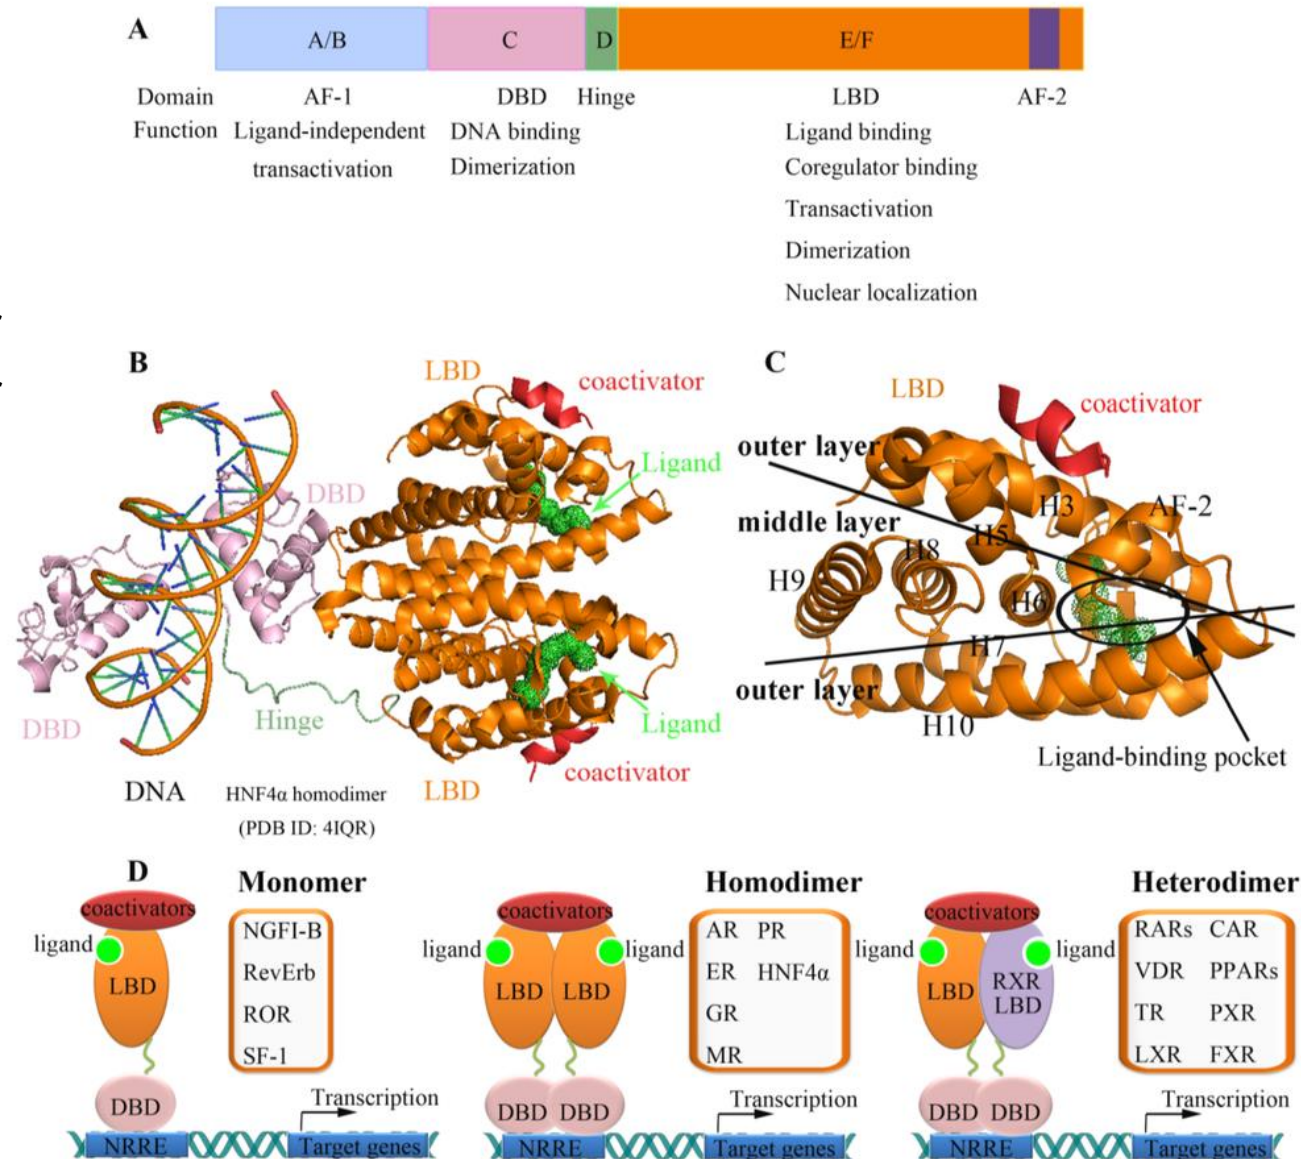 A
A/B C D E/F
Domain AF-1 DBD Hinge LBD AF-2
Function Ligand-independent DNA binding Ligand binding
transactivation Dimerization Coregulator binding
Transactivation
Dimerization
Nuclear localization
B
LBD
coactivator
Ligand
DBD
DBD
Hinge
Ligand
coactivator
LBD
DNA
HNF4α homodimer
(PDB ID: 4IQR)
C
LBD
coactivator
outer layer
H3
AF-2
middle layer
H5
H8
H9
H6
H7
outer layer
H10
Ligand-binding pocket
D
Monomer
coactivators
ligand
LBD
DBD
NRRE
NGFI-B
RevErb
ROR
SF-1
Transcription
Target genes
Homodimer
coactivators
ligand
ligand
LBD LBD
DBD DBD
NRRE
AR PR
ER HNF4α
GR
MR
Transcription
Target genes
Heterodimer
coactivators
ligand
ligand
LBD
RXR
LBD
DBD DBD
NRRE
RARs CAR
VDR PPARs
TR PXR
LXR FXR
Transcription
Target genes